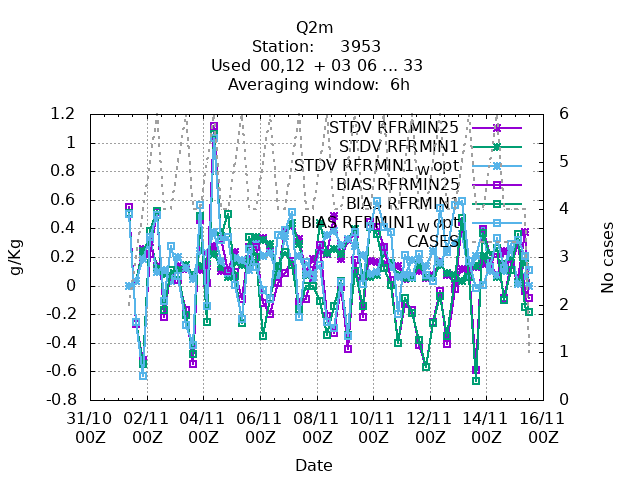 Q2m
Station: 3953
Used 00,12 + 03 06 ... 33
Averaging window: 6h
STDV RFRMIN25
STDV RFRMIN1
STDV RFRMIN1w opt
BIAS RFRMIN25
BIAS RFRMIN1
BIAS RFRMIN1w opt
CASES
1.2
1
0.8
0.6
0.4
0.2
0
-0.2
-0.4
-0.6
-0.8
g/Kg
6
5
4
3
2
1
0
No cases
31/10 02/11 04/11 06/11 08/11 10/11 12/11 14/11 16/11
00Z 00Z 00Z 00Z 00Z 00Z 00Z 00Z 00Z
Date